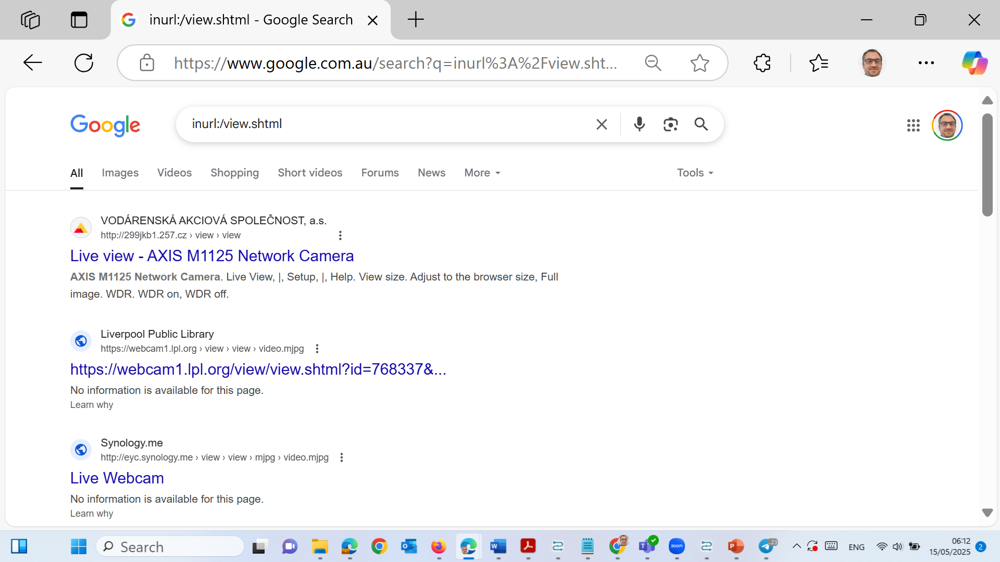 inurl:/view.shtml - Google Search
https://www.google.com.au/search?q=inurl%3A%2Fview.sht...
Google
inurl:/view.shtml
All
Images
Videos
Shopping
Short videos
Forums
News
More
Tools
VODÁRENSKÁ AKCIOVÁ SPOLEČNOST, a.s.
http://299jkb1.257.cz › view › view
Live view - AXIS M1125 Network Camera
AXIS M1125 Network Camera. Live View, |, Setup, |, Help. View size. Adjust to the browser size, Full
image. WDR. WDR on, WDR off.
Liverpool Public Library
https://webcam1.lpl.org › view › view › video.mjpg
https://webcam1.lpl.org/view/view.shtml?id=768337&...
No information is available for this page.
Learn why
Synology.me
http://eyc.synology.me › view › view › mjpg › video.mjpg
Live Webcam
No information is available for this page.
Learn why
Search
zoom
23
ENG
06:12
15/05/2025
2